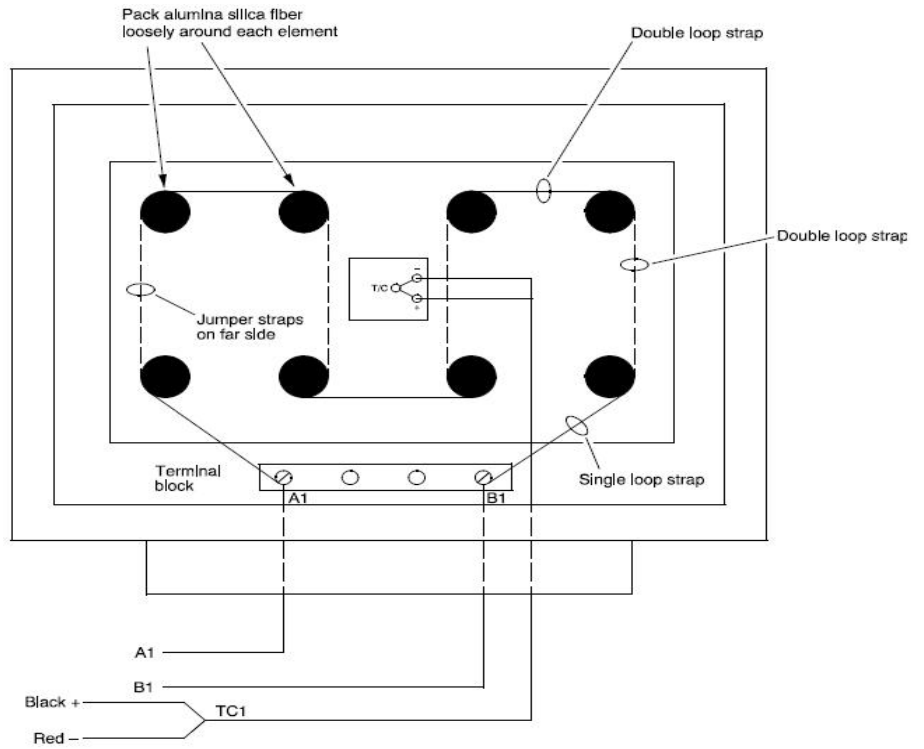 Pack alumina silica fiber
loosely around each element
Double loop strap
Double loop strap
T/C
–
+
Jumper straps
on far side
Terminal
block
A1
B1
Single loop strap
A1
B1
Black +
TC1
Red –